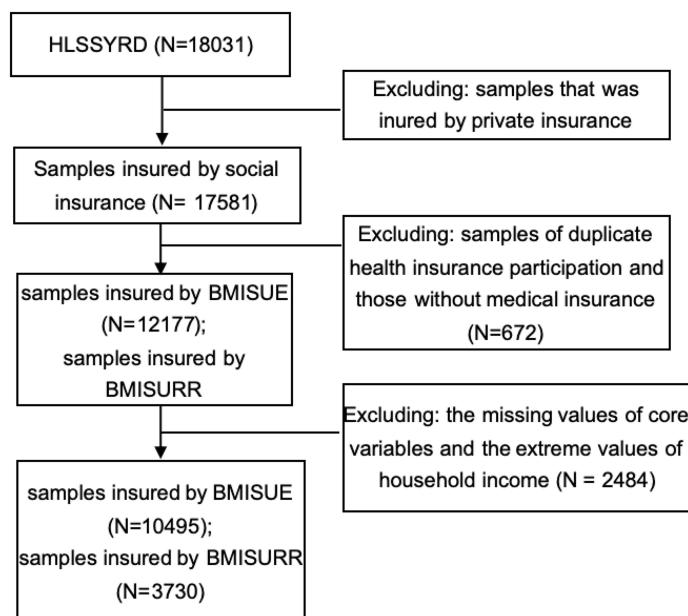 HLSSYRD (N=18031)
Excluding: samples that was
inured by private insurance
Samples insured by social
insurance (N= 17581)
Excluding: samples of duplicate
health insurance participation and
those without medical insurance
(N=672)
samples insured by BMISUE
(N=12177);
samples insured by
BMISURR
Excluding: the missing values of core
variables and the extreme values of
household income (N = 2484)
samples insured by BMISUE
(N=10495);
samples insured by BMISURR
(N=3730)